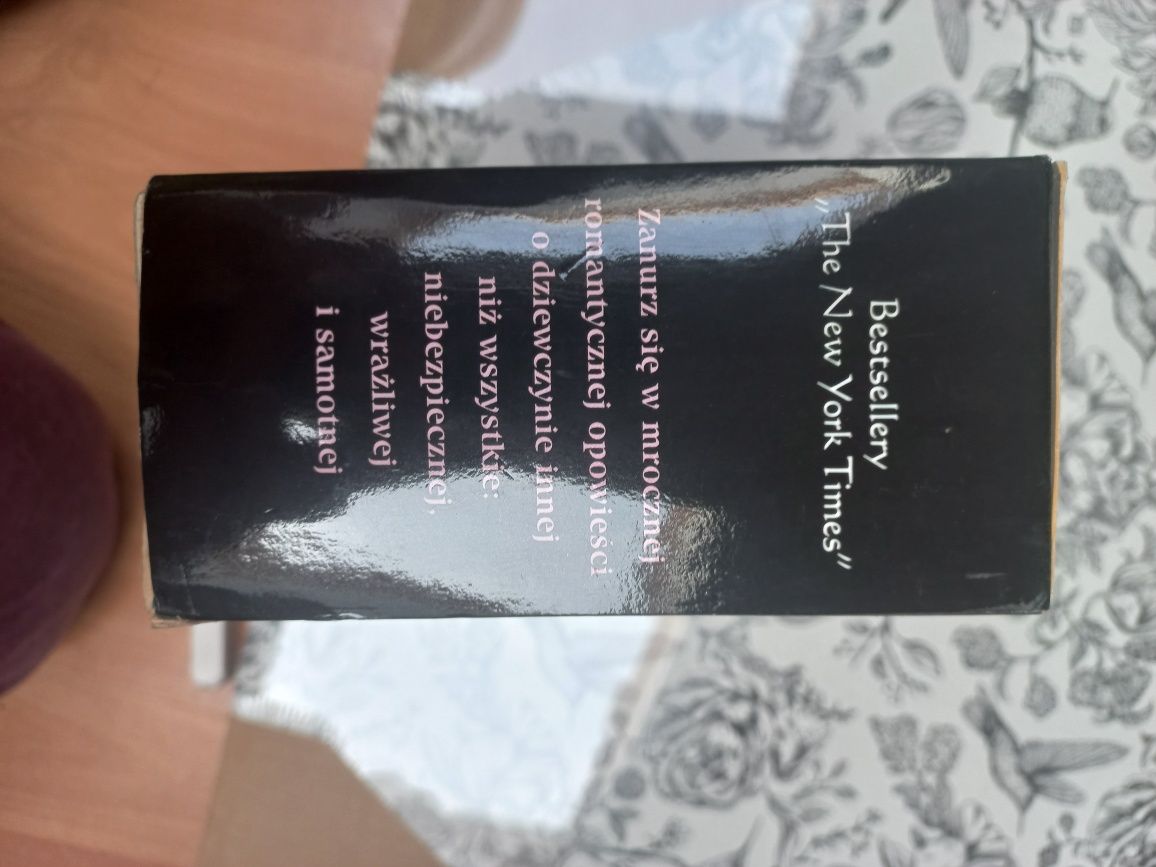 Bestsellery
„The New York Times”
Zanurz się w mrocznej
romantycznej opowieści
o dziewczynie innej
niż wszystkie:
niebezpiecznej,
wrażliwej
i samotnej